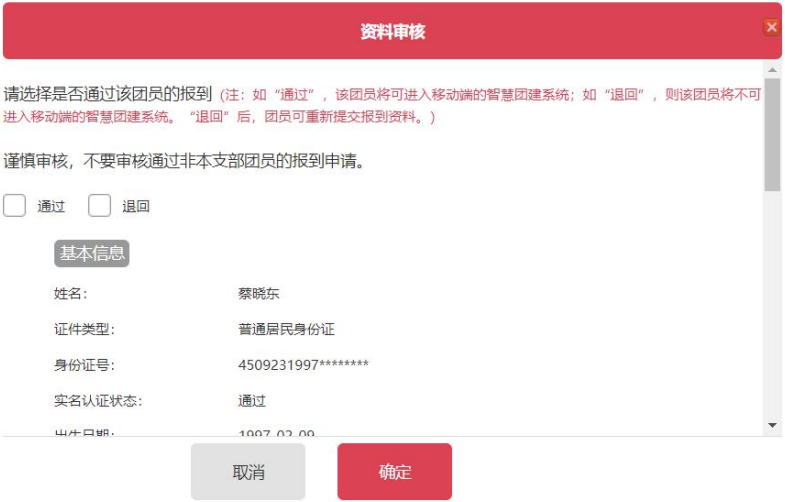 资料审核
请选择是否通过该团员的报到（注：如“通过”，该团员将可进入移动端的智慧团建系统；如“退回”，则该团员将不可
进入移动端的智慧团建系统。“退回”后，团员可重新提交报到资料。）
谨慎审核，不要审核通过非本支部团员的报到申请。
通过 退回
基本信息
姓名： 蔡晓东
证件类型： 普通居民身份证
身份证号： 4509231997********
实名认证状态： 通过
出生日期： 1997-02-09
取消 确定